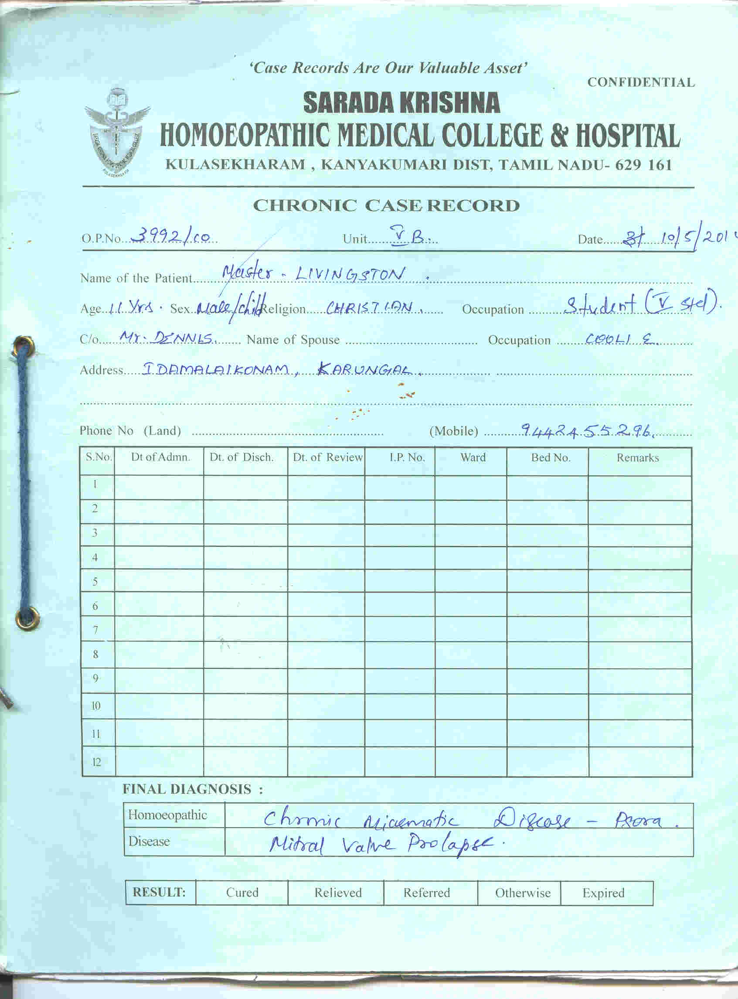 'Case Records Are Our Valuable Asset'
CONFIDENTIAL
SARADA KRISHNA
HOMOEOPATHIC MEDICAL COLLEGE & HOSPITAL
KULASEKHARAM , KANYAKUMARI DIST, TAMIL NADU- 629 161
CHRONIC CASE RECORD
O.P.No. 3992/10 Unit V B. Date 10/5/201
Name of the Patient Master - LIVINGSTON .
Age 11 Yrs . Sex Male/child Religion CHRISTIAN . Occupation Student (V std).
C/o Mr. DENNIS. Name of Spouse Occupation COOLIE.
Address IDAMALAIKONAM, KARUNGAL,
Phone No (Land) (Mobile) 9442455296.
S.No. Dt of Admn. Dt. of Disch. Dt. of Review I.P. No. Ward Bed No. Remarks
1
2
3
4
5
6
7
8
9
10
11
12
FINAL DIAGNOSIS :
Homoeopathic Chronic Miasmatic Disease - Psora .
Disease Mitral Valve Prolapse .
RESULT: Cured Relieved Referred Otherwise Expired